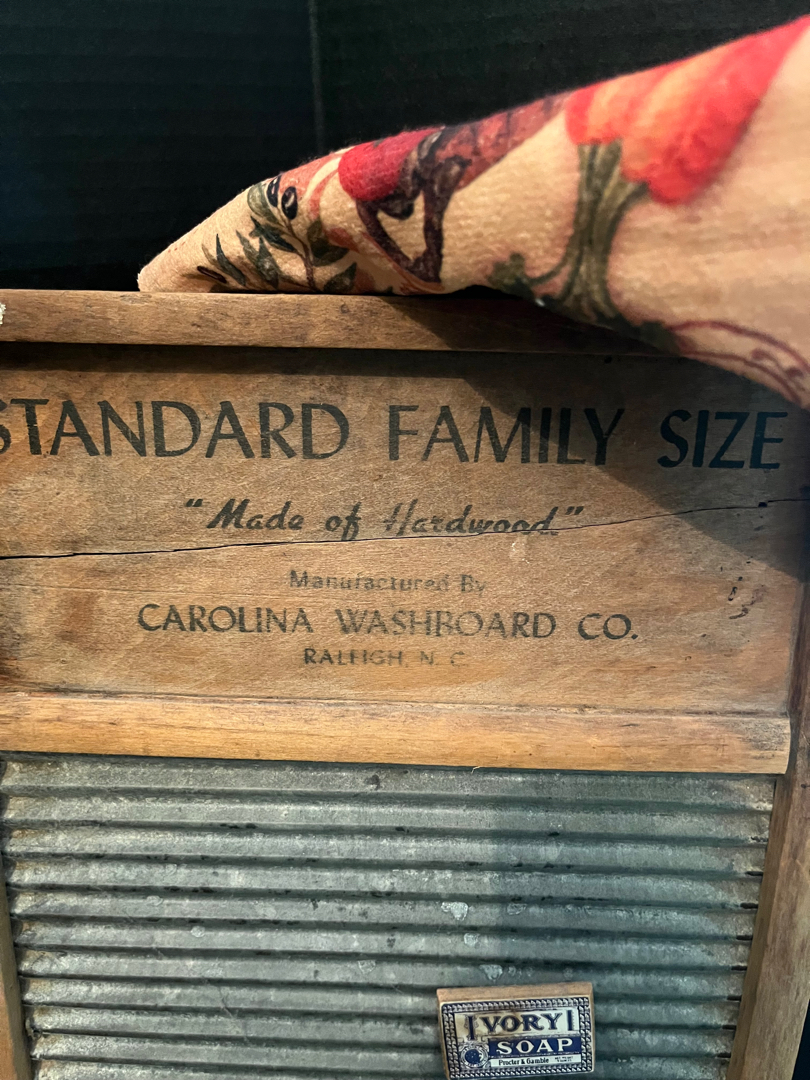 STANDARD FAMILY SIZE
"Made of Hardwood"
Manufactured By
CAROLINA WASHBOARD CO.
RALEIGH, N. C.
IVORY
SOAP
Procter & Gamble